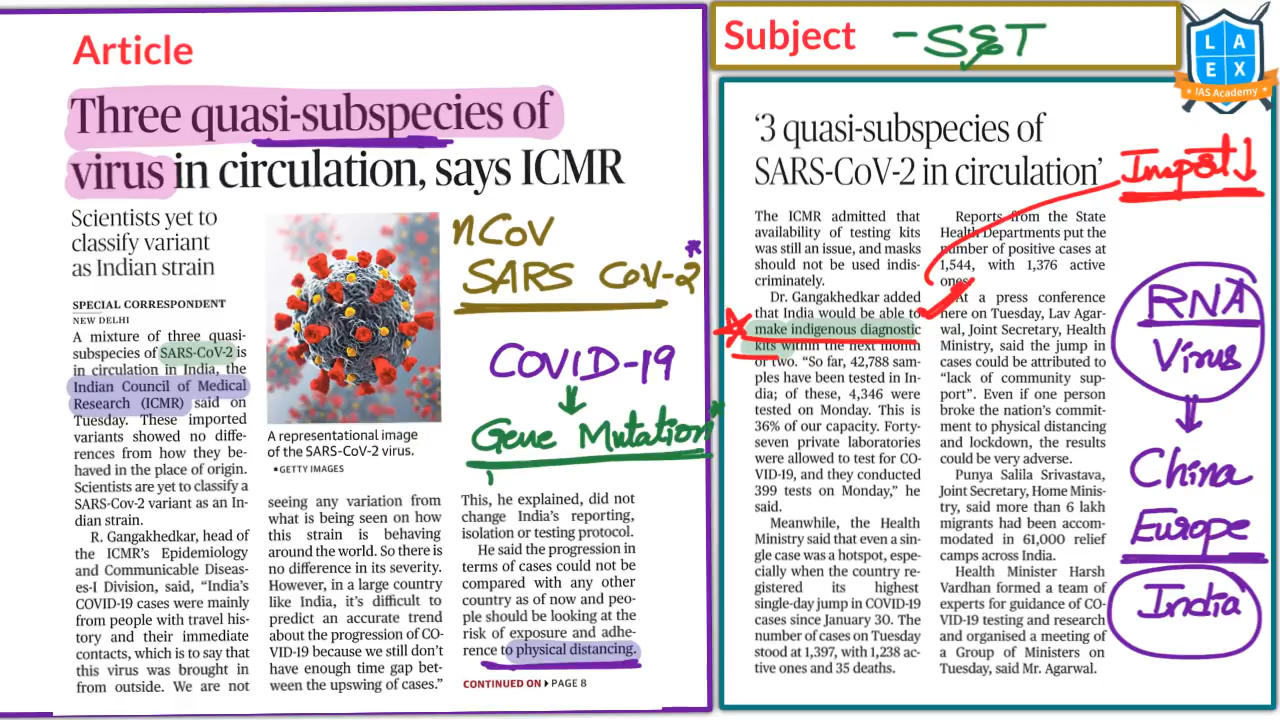 Article
Three quasi-subspecies of
virus in circulation, says ICMR
Scientists yet to
classify variant
as Indian strain
SPECIAL CORRESPONDENT
NEW DELHI
A mixture of three quasi-
subspecies of SARS-CoV-2 is
in circulation in India, the
Indian Council of Medical
Research (ICMR) said on
Tuesday. These imported
variants showed no diffe-
rences from how they be-
haved in the place of origin.
Scientists are yet to classify a
SARS-Cov-2 variant as an In-
dian strain.
R. Gangakhedkar, head of
the ICMR's Epidemiology
and Communicable Diseas-
es-I Division, said, “India's
COVID-19 cases were mainly
from people with travel his-
tory and their immediate
contacts, which is to say that
this virus was brought in
from outside. We are not
A representational image
of the SARS-CoV-2 virus.
▪GETTY IMAGES
seeing any variation from
what is being seen on how
this strain is behaving
around the world. So there is
no difference in its severity.
However, in a large country
like India, it's difficult to
predict an accurate trend
about the progression of CO-
VID-19 because we still don't
have enough time gap bet-
ween the upswing of cases.”
nCoV
SARS CoV-2*
COVID-19
Gene Mutation"
This, he explained, did not
change India's reporting,
isolation or testing protocol.
He said the progression in
terms of cases could not be
compared with any other
country as of now and peo-
ple should be looking at the
risk of exposure and adhe-
rence to physical distancing.
CONTINUED ON ▸ PAGE 8
Subject - S&T
LA
EX
IAS Academy
'3 quasi-subspecies of
SARS-CoV-2 in circulation'
Import↓
The ICMR admitted that
availability of testing kits
was still an issue, and masks
should not be used indis-
criminately.
Dr. Gangakhedkar added
that India would be able to
make indigenous diagnostic
kits within the next month
or two. “So far, 42,788 sam-
ples have been tested in In-
dia; of these, 4,346 were
tested on Monday. This is
36% of our capacity. Forty-
seven private laboratories
were allowed to test for CO-
VID-19, and they conducted
399 tests on Monday,” he
said.
Meanwhile, the Health
Ministry said that even a sin-
gle case was a hotspot, espe-
cially when the country re-
gistered its highest
single-day jump in COVID-19
cases since January 30. The
number of cases on Tuesday
stood at 1,397, with 1,238 ac-
tive ones and 35 deaths.
Reports from the State
Health Departments put the
number of positive cases at
1,544, with 1,376 active
ones.
At a press conference
here on Tuesday, Lav Agar-
wal, Joint Secretary, Health
Ministry, said the jump in
cases could be attributed to
“lack of community sup-
port”. Even if one person
broke the nation's commit-
ment to physical distancing
and lockdown, the results
could be very adverse.
Punya Salila Srivastava,
Joint Secretary, Home Minis-
try, said more than 6 lakh
migrants had been accom-
modated in 61,000 relief
camps across India.
Health Minister Harsh
Vardhan formed a team of
experts for guidance of CO-
VID-19 testing and research
and organised a meeting of
a Group of Ministers on
Tuesday, said Mr. Agarwal.
RNA
Virus
China
Europe
India